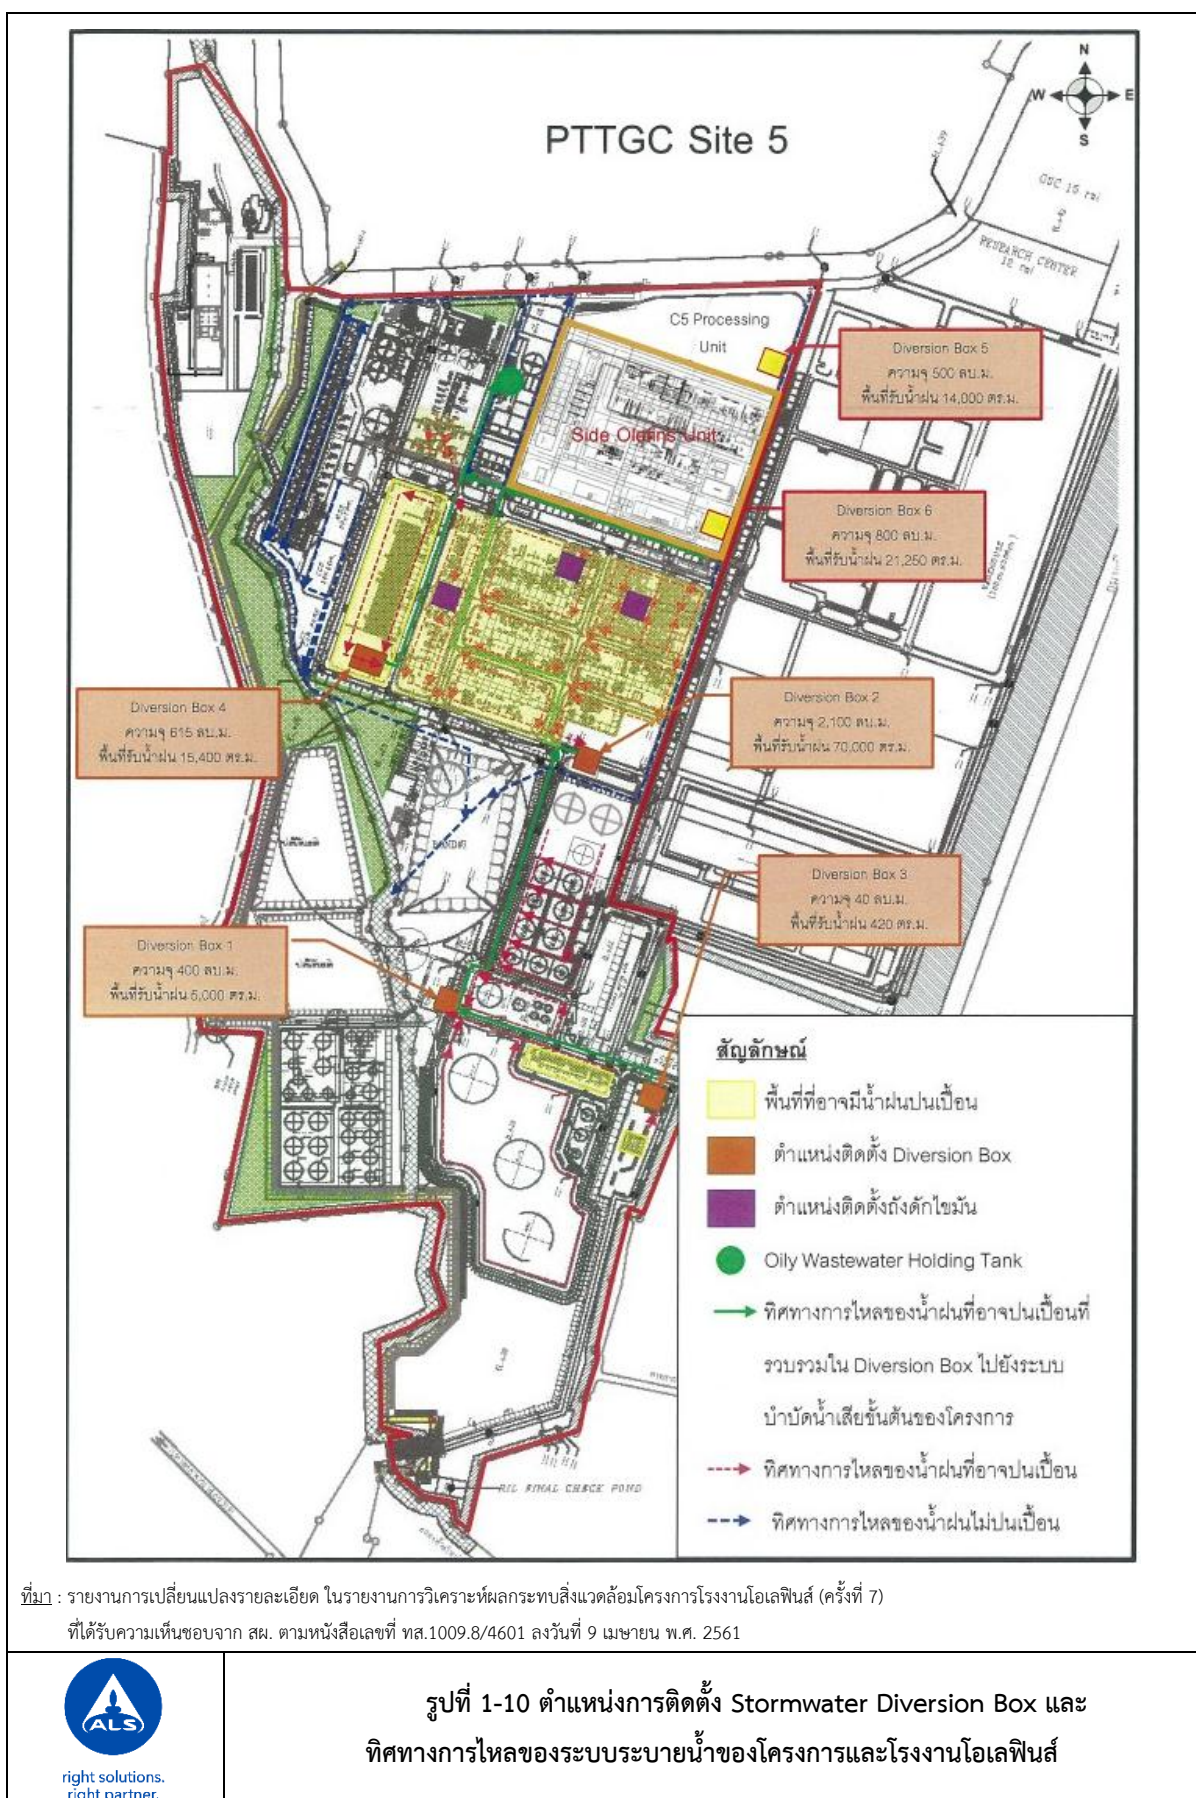 N
W E
S
PTTGC Site 5
GSC 15 rai
RESEARCH CENTER
12 rai
C5 Processing
Unit
Side Olefins Unit
Diversion Box 5
ความจุ 500 ลบ.ม.
พื้นที่รับน้ำฝน 14,000 ตร.ม.
Diversion Box 6
ความจุ 800 ลบ.ม.
พื้นที่รับน้ำฝน 21,250 ตร.ม.
Diversion Box 4
ความจุ 615 ลบ.ม.
พื้นที่รับน้ำฝน 15,400 ตร.ม.
Diversion Box 2
ความจุ 2,100 ลบ.ม.
พื้นที่รับน้ำฝน 70,000 ตร.ม.
Diversion Box 3
ความจุ 40 ลบ.ม.
พื้นที่รับน้ำฝน 420 ตร.ม.
Diversion Box 1
ความจุ 400 ลบ.ม.
พื้นที่รับน้ำฝน 5,000 ตร.ม.
สัญลักษณ์
พื้นที่ที่อาจมีน้ำฝนปนเปื้อน
ตำแหน่งติดตั้ง Diversion Box
ตำแหน่งติดตั้งถังดักไขมัน
Oily Wastewater Holding Tank
ทิศทางการไหลของน้ำฝนที่อาจปนเปื้อนที่
รวบรวมใน Diversion Box ไปยังระบบ
บำบัดน้ำเสียขั้นต้นของโครงการ
ทิศทางการไหลของน้ำฝนที่อาจปนเปื้อน
ทิศทางการไหลของน้ำฝนไม่ปนเปื้อน
RIL FINAL CHECK POND
ที่มา : รายงานการเปลี่ยนแปลงรายละเอียด ในรายงานการวิเคราะห์ผลกระทบสิ่งแวดล้อมโครงการโรงงานโอเลฟินส์ (ครั้งที่ 7)
ที่ได้รับความเห็นชอบจาก สผ. ตามหนังสือเลขที่ ทส.1009.8/4601 ลงวันที่ 9 เมษายน พ.ศ. 2561
ALS
right solutions.
right partner.
รูปที่ 1-10 ตำแหน่งการติดตั้ง Stormwater Diversion Box และ
ทิศทางการไหลของระบบระบายน้ำของโครงการและโรงงานโอเลฟินส์